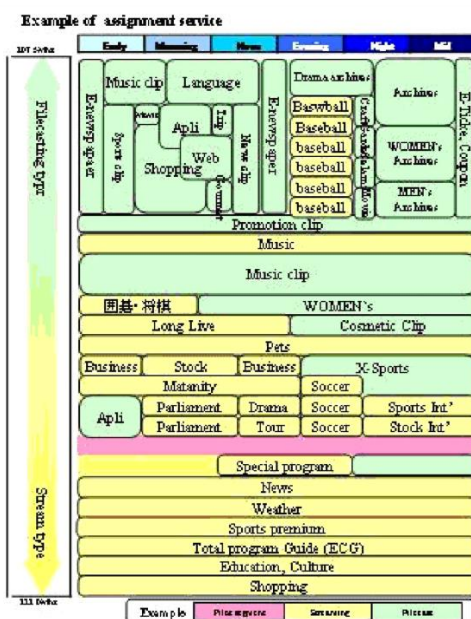 Example of assignment service
Early Morning Noon Evening Night Mid
Filecasting type
Stream type
E-newspaper
Music clip
Language
E-newspaper
Drama archives
Archives
Sports clip
Apli
Trip
News clip
Shopping
Web
Baswball
Baseball
baseball
baseball
baseball
baseball
Movie
WOMEN's
Archives
MEN's
Archives
Promotion clip
Music
Music clip
囲碁・将棋 WOMEN's
Long Live Cosmetic Clip
Pets
Business Stock Business X-Sports
Matanity Soccer
Apli
Parliament Drama Soccer Sports Int'
Parliament Tour Soccer Stock Int'
Special program
News
Weather
Sports premium
Total program Guide (ECG)
Education, Culture
Shopping
Example Streaming